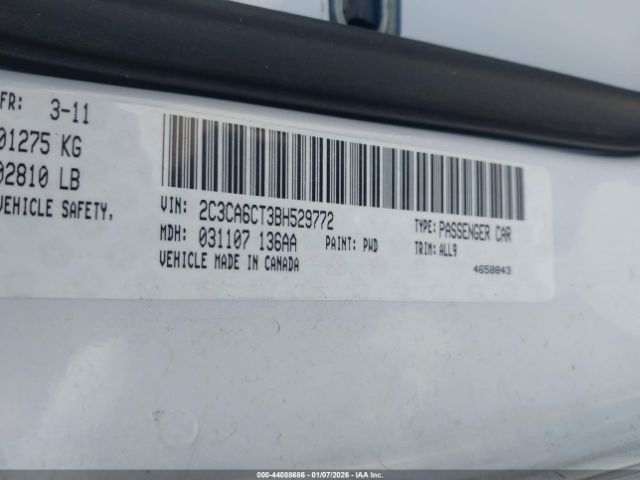 FR: 3-11
01275 KG
02810 LB
VEHICLE SAFETY,
VIN: 2C3CA6CT3BH529772
TYPE: PASSENGER CAR
MDH: 031107 136AA PAINT: PWD
TRIM: ALL9
VEHICLE MADE IN CANADA
4658843
000-44088686 - 01/07/2026 - IAA Inc.